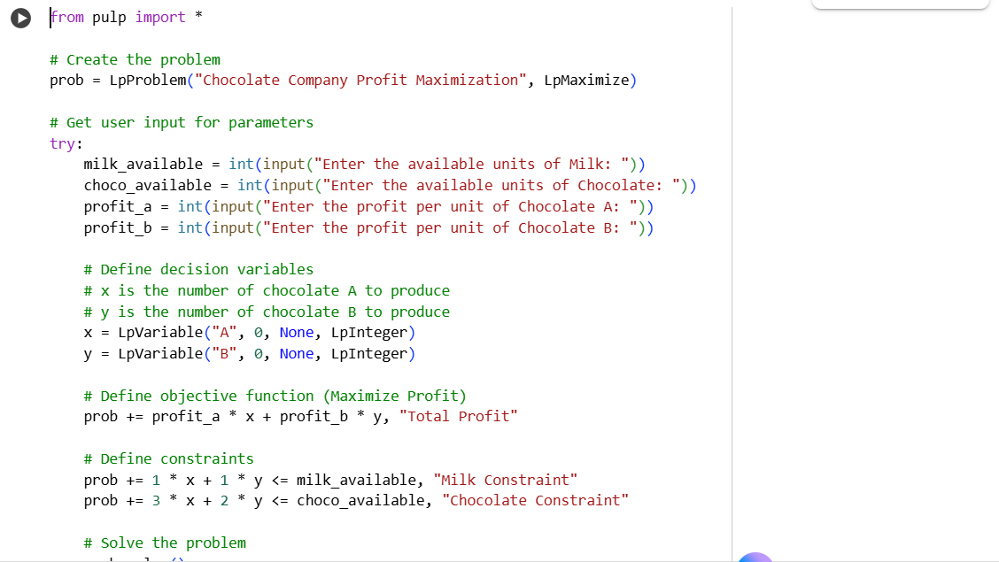 from pulp import *
# Create the problem
prob = LpProblem("Chocolate Company Profit Maximization", LpMaximize)
# Get user input for parameters
try:
    milk_available = int(input("Enter the available units of Milk: "))
    choco_available = int(input("Enter the available units of Chocolate: "))
    profit_a = int(input("Enter the profit per unit of Chocolate A: "))
    profit_b = int(input("Enter the profit per unit of Chocolate B: "))
    # Define decision variables
    # x is the number of chocolate A to produce
    # y is the number of chocolate B to produce
    x = LpVariable("A", 0, None, LpInteger)
    y = LpVariable("B", 0, None, LpInteger)
    # Define objective function (Maximize Profit)
    prob += profit_a * x + profit_b * y, "Total Profit"
    # Define constraints
    prob += 1 * x + 1 * y <= milk_available, "Milk Constraint"
    prob += 3 * x + 2 * y <= choco_available, "Chocolate Constraint"
    # Solve the problem